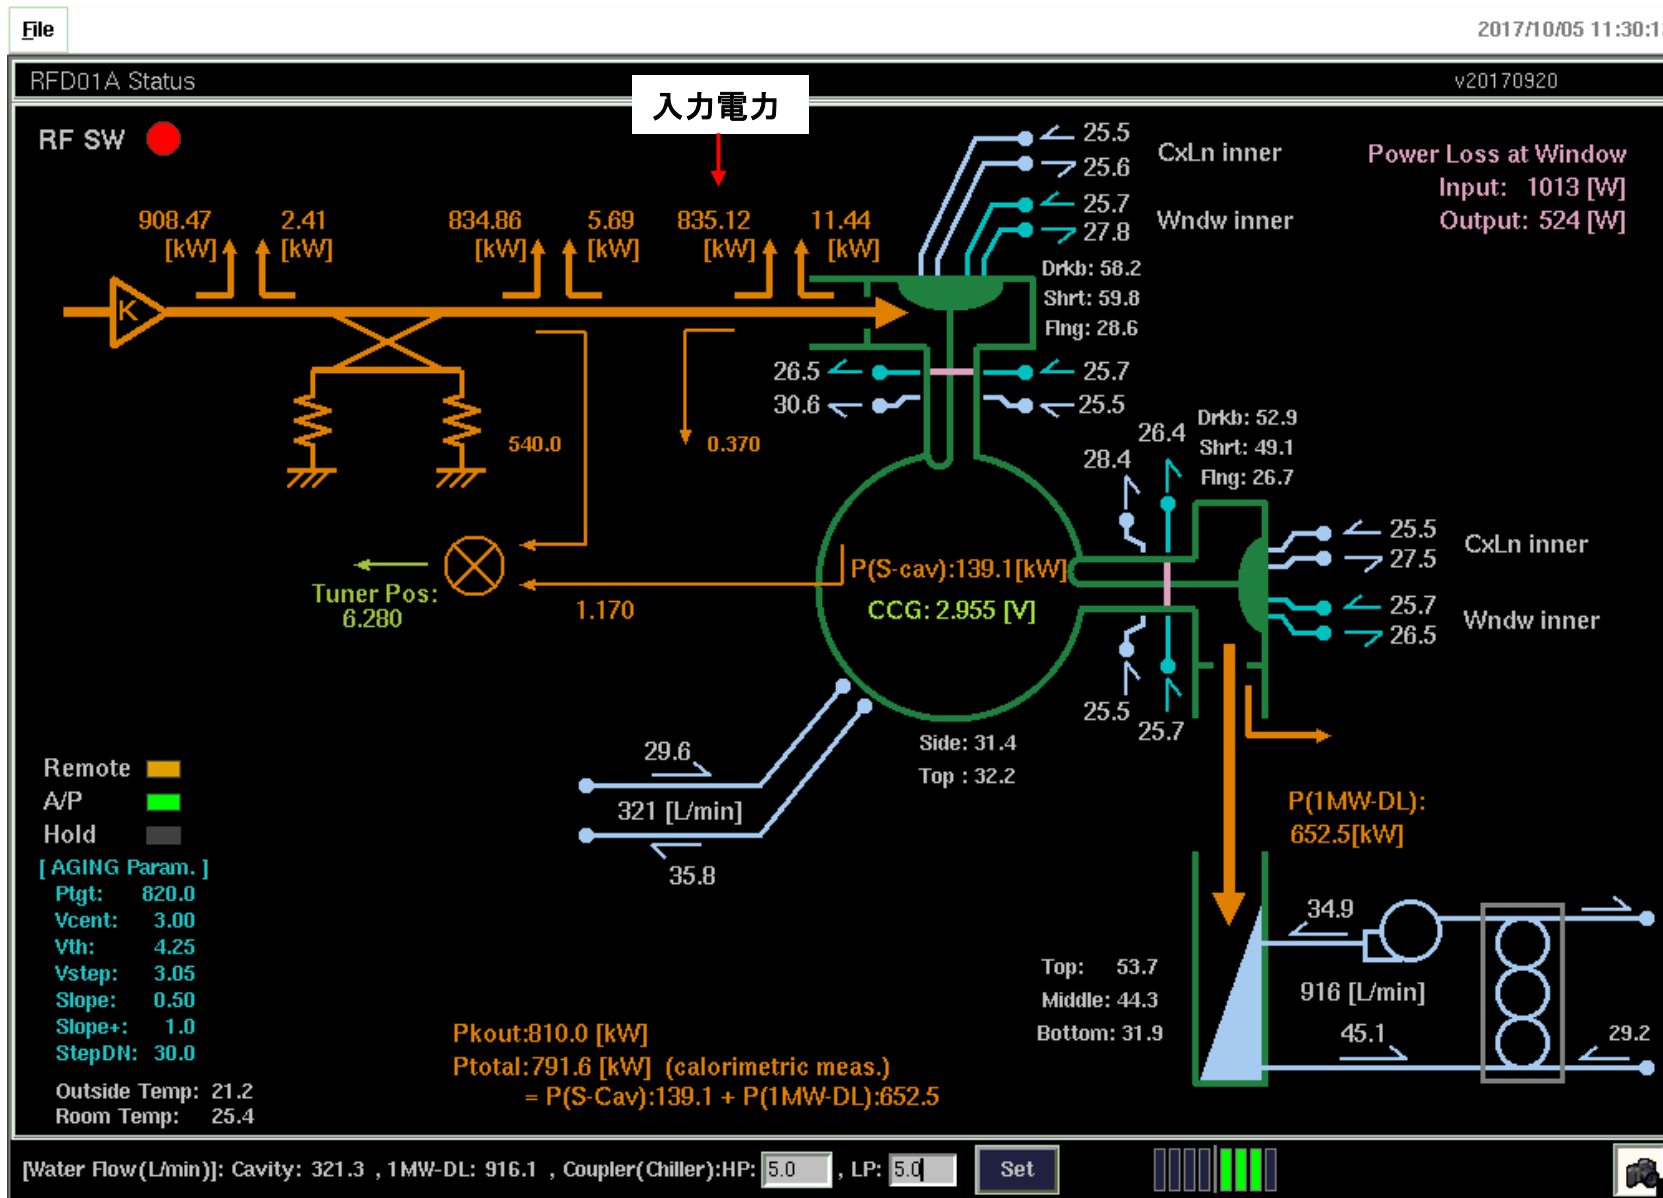 File
2017/10/05 11:30:1
RFD01A Status
v20170920
入力電力
RF SW
908.47
[kW]
2.41
[kW]
834.86
[kW]
5.69
[kW]
835.12
[kW]
11.44
[kW]
25.5
25.6
CxLn inner
25.7
27.8
Wndw inner
Power Loss at Window
Input: 1013 [W]
Output: 524 [W]
K
Drkb: 58.2
Shrt: 59.8
Flng: 28.6
26.5
25.7
30.6
25.5
540.0
0.370
Drkb: 52.9
Shrt: 49.1
Flng: 26.7
26.4
28.4
25.5
27.5
CxLn inner
25.7
26.5
Wndw inner
P(S-cav):139.1[kW]
CCG: 2.955 [V]
Tuner Pos:
6.280
1.170
25.5
25.7
Side: 31.4
Top : 32.2
29.6
321 [L/min]
35.8
P(1MW-DL):
652.5[kW]
Remote
A/P
Hold
[ AGING Param. ]
Ptgt: 820.0
Vcent: 3.00
Vth: 4.25
Vstep: 3.05
Slope: 0.50
Slope+: 1.0
StepDN: 30.0
Outside Temp: 21.2
Room Temp: 25.4
34.9
916 [L/min]
45.1
29.2
Top: 53.7
Middle: 44.3
Bottom: 31.9
Pkout:810.0 [kW]
Ptotal:791.6 [kW] (calorimetric meas.)
= P(S-Cav):139.1 + P(1MW-DL):652.5
[Water Flow(L/min)]: Cavity: 321.3 , 1MW-DL: 916.1 , Coupler(Chiller):HP: 5.0 , LP: 5.0 Set